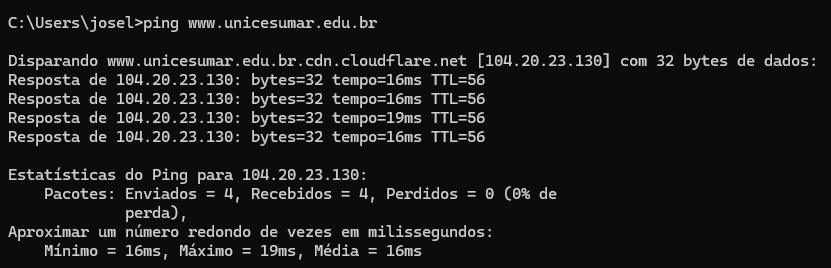 C:\Users\josel>ping www.unicesumar.edu.br
Disparando www.unicesumar.edu.br.cdn.cloudflare.net [104.20.23.130] com 32 bytes de dados:
Resposta de 104.20.23.130: bytes=32 tempo=16ms TTL=56
Resposta de 104.20.23.130: bytes=32 tempo=16ms TTL=56
Resposta de 104.20.23.130: bytes=32 tempo=19ms TTL=56
Resposta de 104.20.23.130: bytes=32 tempo=16ms TTL=56
Estatísticas do Ping para 104.20.23.130:
Pacotes: Enviados = 4, Recebidos = 4, Perdidos = 0 (0% de
perda),
Aproximar um número redondo de vezes em milissegundos:
Mínimo = 16ms, Máximo = 19ms, Média = 16ms